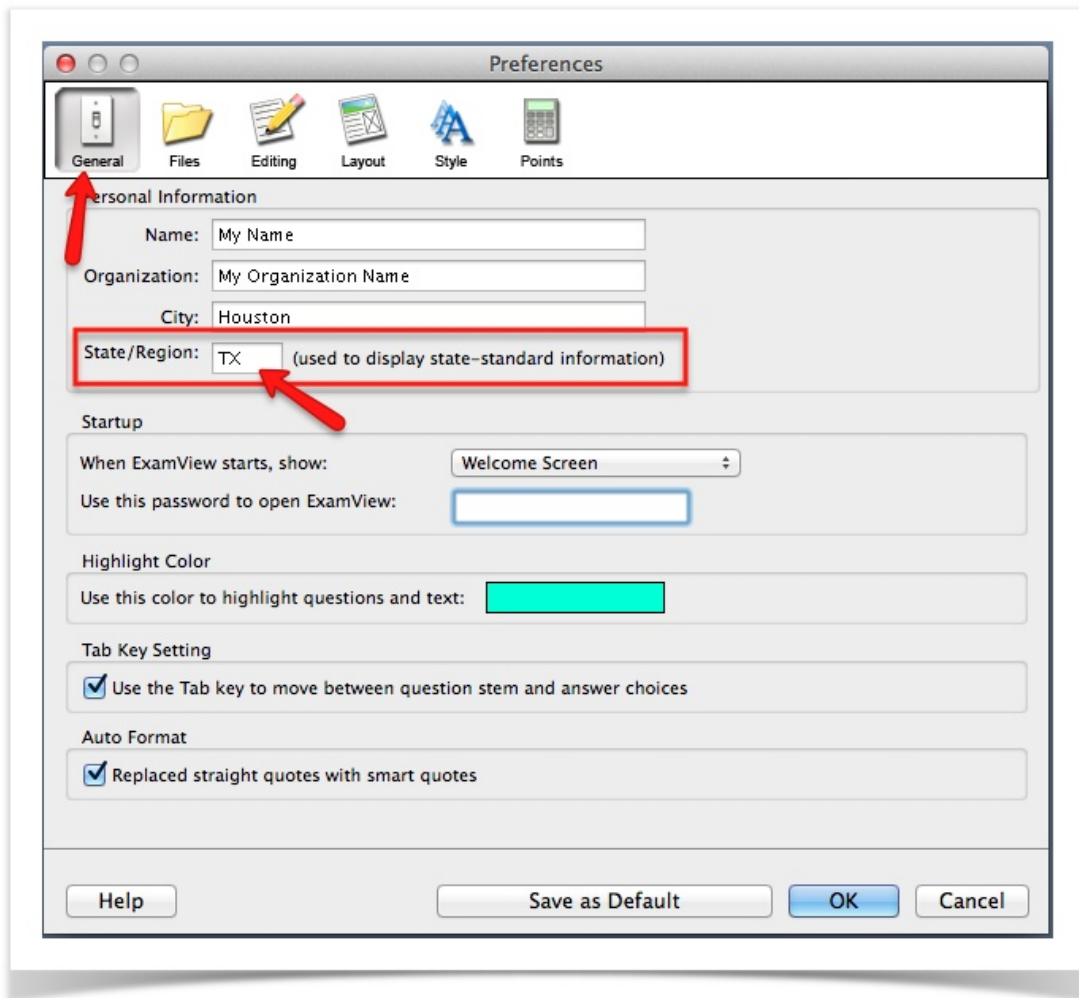 Preferences
General Files Editing Layout Style Points
Personal Information
Name: My Name
Organization: My Organization Name
City: Houston
State/Region: TX (used to display state-standard information)
Startup
When ExamView starts, show: Welcome Screen
Use this password to open ExamView:
Highlight Color
Use this color to highlight questions and text:
Tab Key Setting
Use the Tab key to move between question stem and answer choices
Auto Format
Replaced straight quotes with smart quotes
Help Save as Default OK Cancel